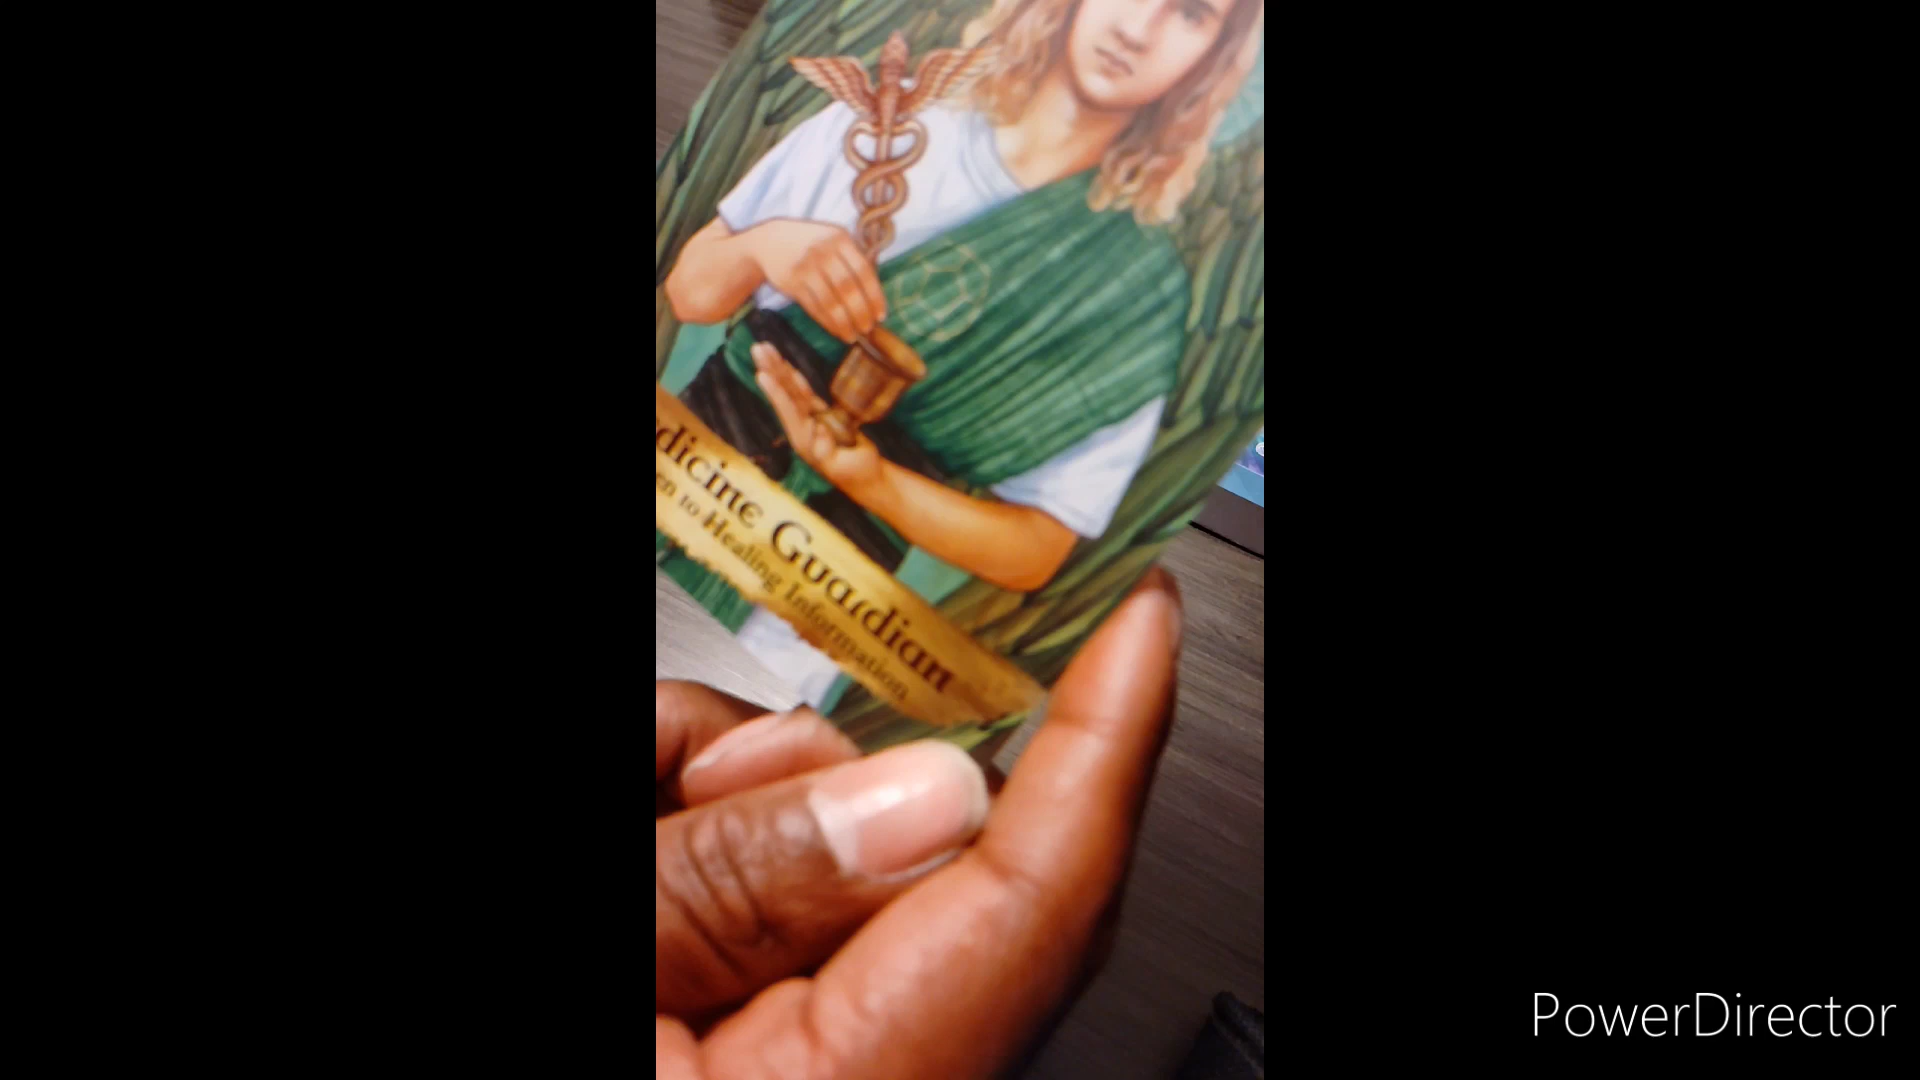 dicine Guardian
en to Healing Information
PowerDirector